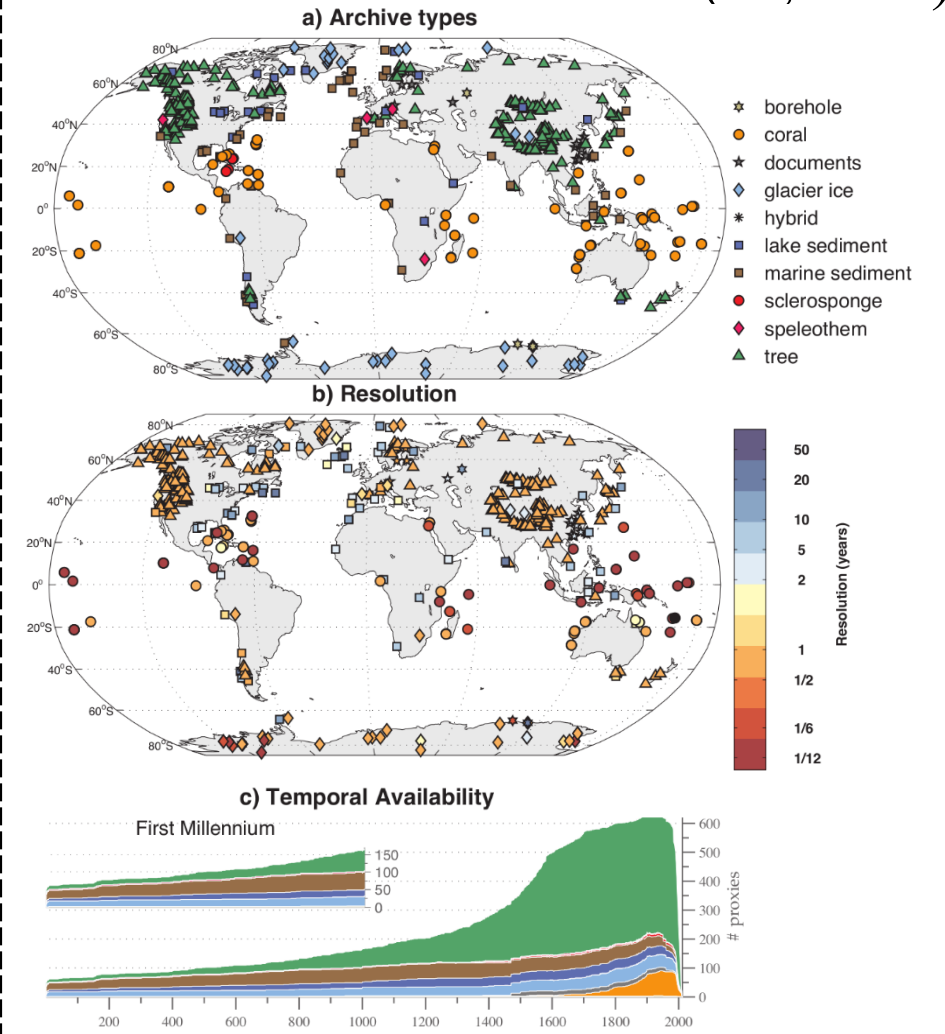 a) Archive types
80°N
60°N
40°N
20°N
0°
20°S
40°S
60°S
80°S
borehole
coral
documents
glacier ice
hybrid
lake sediment
marine sediment
sclerosponge
speleothem
tree
b) Resolution
80°N
60°N
40°N
20°N
0°
20°S
40°S
60°S
80°S
50
20
10
5
2
1
1/2
1/6
1/12
Resolution (years)
c) Temporal Availability
First Millennium
150
100
50
0
600
500
400
300
200
100
0
# proxies
200 400 600 800 1000 1200 1400 1600 1800 2000